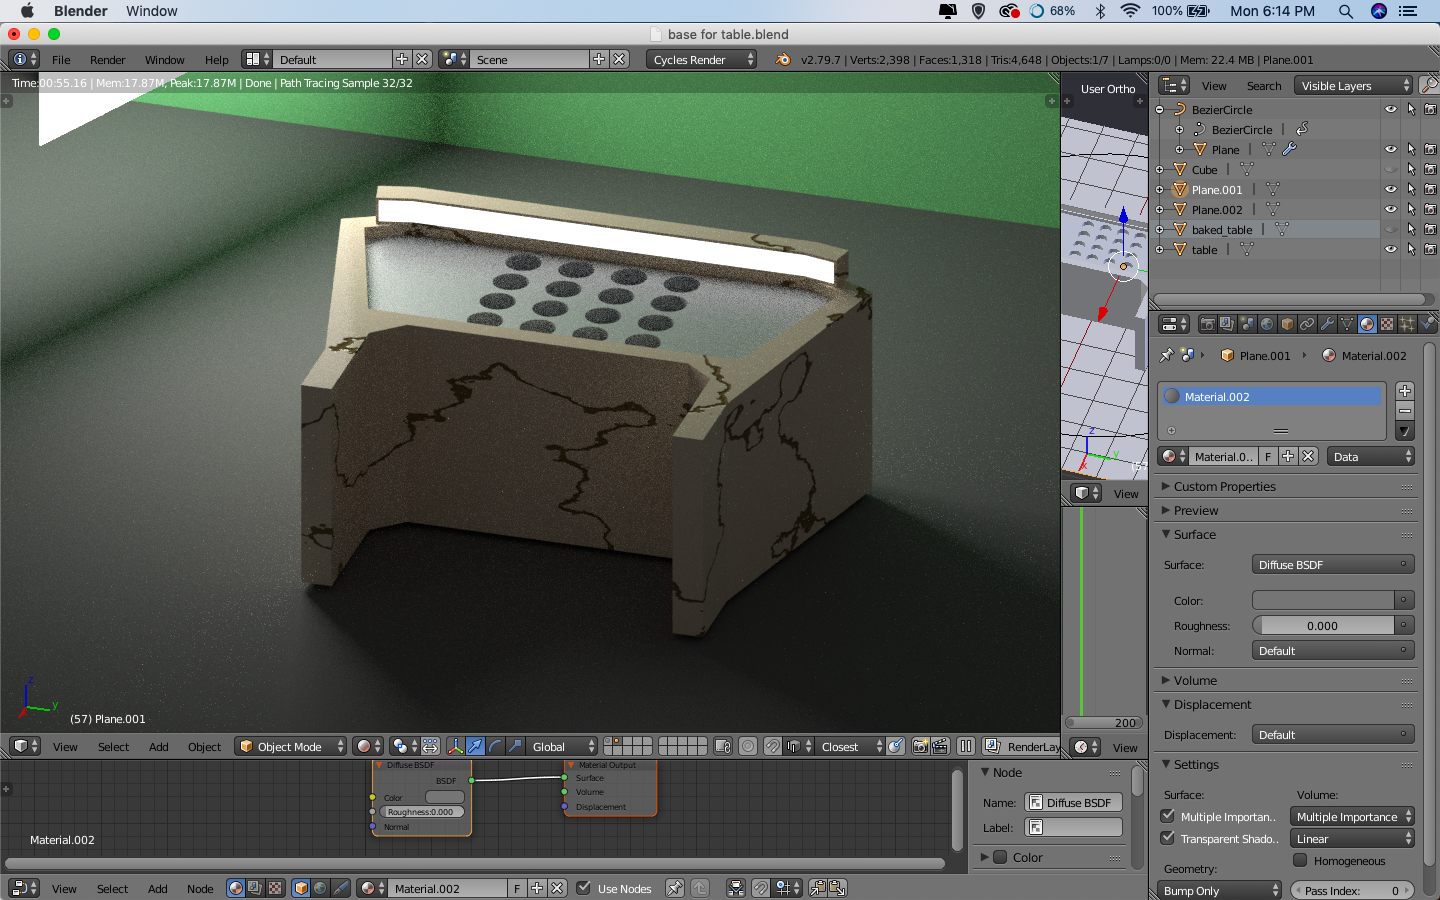 Blender Window 68% 100% Mon 6:14 PM
base for table.blend
File Render Window Help Default Scene Cycles Render v2.79.7 | Verts:2,398 | Faces:1,318 | Tris:4,648 | Objects:1/7 | Lamps:0/0 | Mem: 22.4 MB | Plane.001
Time:00:55.16 | Mem:17.87M, Peak:17.87M | Done | Path Tracing Sample 32/32
User Ortho
View Search Visible Layers
BezierCircle
BezierCircle
Plane
Cube
Plane.001
Plane.002
baked_table
table
Plane.001 Material.002
Material.002
Material.0.. F Data
Custom Properties
Preview
Surface
Surface: Diffuse BSDF
Color:
Roughness: 0.000
Normal: Default
Volume
Displacement
Displacement: Default
Settings
Surface: Volume:
Multiple Importan.. Multiple Importance
Transparent Shado.. Linear
Homogeneous
Geometry:
Bump Only Pass Index: 0
z
y
x
View
200
View
z
y
(57) Plane.001
View Select Add Object Object Mode Global Closest RenderLay
Diffuse BSDF
BSDF
Color
Roughness:0.000
Normal
Material Output
Surface
Volume
Displacement
Material.002
Node
Name: Diffuse BSDF
Label:
Color
View Select Add Node Material.002 F Use Nodes